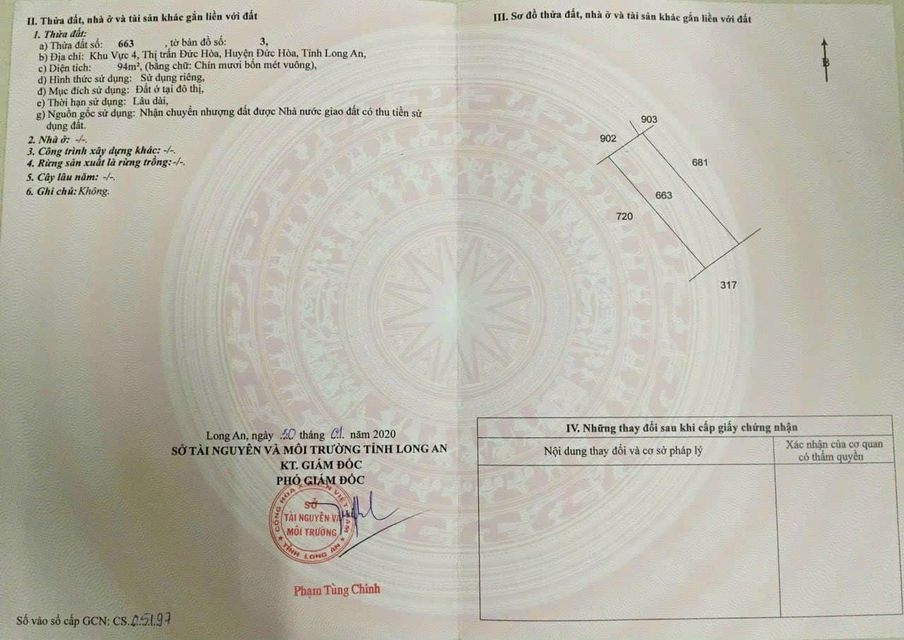 II. Thửa đất, nhà ở và tài sản khác gắn liền với đất
1. Thửa đất:
a) Thửa đất số: 663 , tờ bản đồ số: 3,
b) Địa chỉ: Khu Vực 4, Thị trấn Đức Hòa, Huyện Đức Hòa, Tỉnh Long An,
c) Diện tích: 94m², (bằng chữ: Chín mươi bốn mét vuông),
d) Hình thức sử dụng: Sử dụng riêng,
đ) Mục đích sử dụng: Đất ở tại đô thị,
e) Thời hạn sử dụng: Lâu dài,
g) Nguồn gốc sử dụng: Nhận chuyển nhượng đất được Nhà nước giao đất có thu tiền sử
dụng đất.
2. Nhà ở: -/-.
3. Công trình xây dựng khác: -/-.
4. Rừng sản xuất là rừng trồng: -/-.
5. Cây lâu năm: -/-.
6. Ghi chú: Không.
Long An, ngày 20 tháng 01 năm 2020
SỞ TÀI NGUYÊN VÀ MÔI TRƯỜNG TỈNH LONG AN
KT. GIÁM ĐỐC
PHÓ GIÁM ĐỐC
SỞ
TÀI NGUYÊN VÀ
MÔI TRƯỜNG
TỈNH LONG AN
Phạm Tùng Chinh
Số vào sổ cấp GCN: CS.05197
III. Sơ đồ thửa đất, nhà ở và tài sản khác gắn liền với đất
B
903
902
681
663
720
317
IV. Những thay đổi sau khi cấp giấy chứng nhận
Nội dung thay đổi và cơ sở pháp lý
Xác nhận của cơ quan
có thẩm quyền